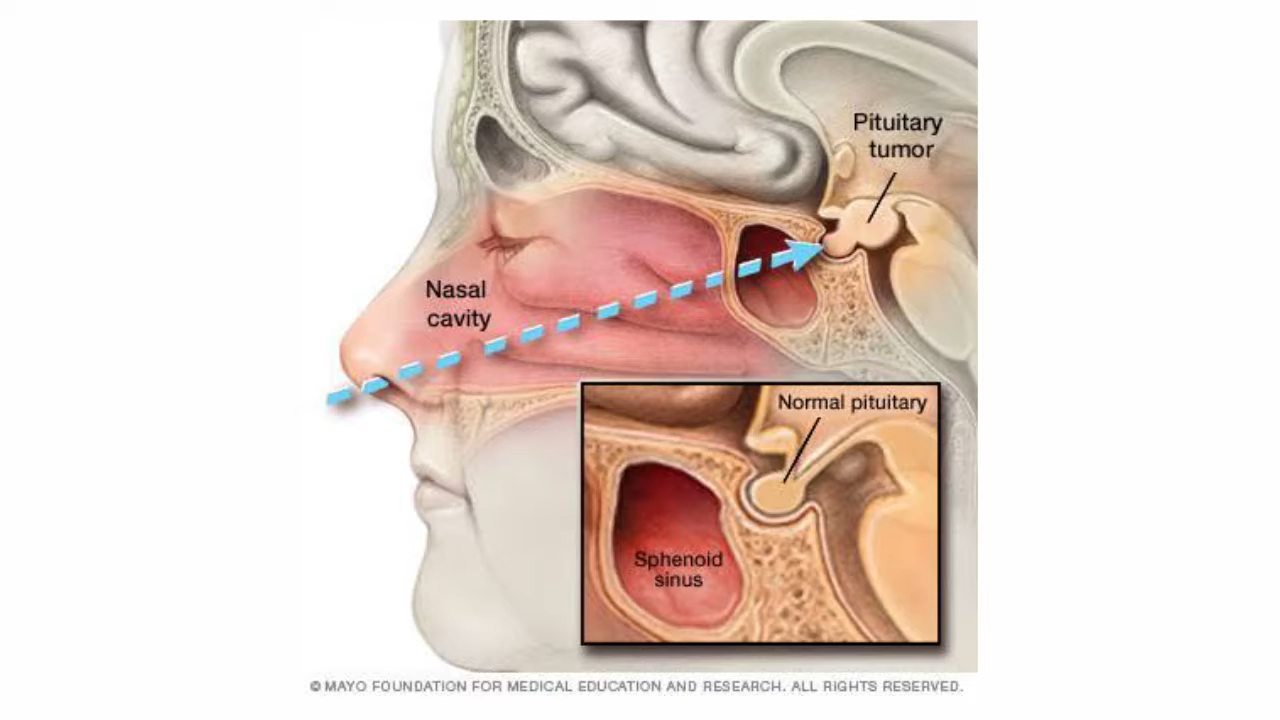 Pituitary
tumor
Nasal
cavity
Normal pituitary
Sphenoid
sinus
© MAYO FOUNDATION FOR MEDICAL EDUCATION AND RESEARCH. ALL RIGHTS RESERVED.